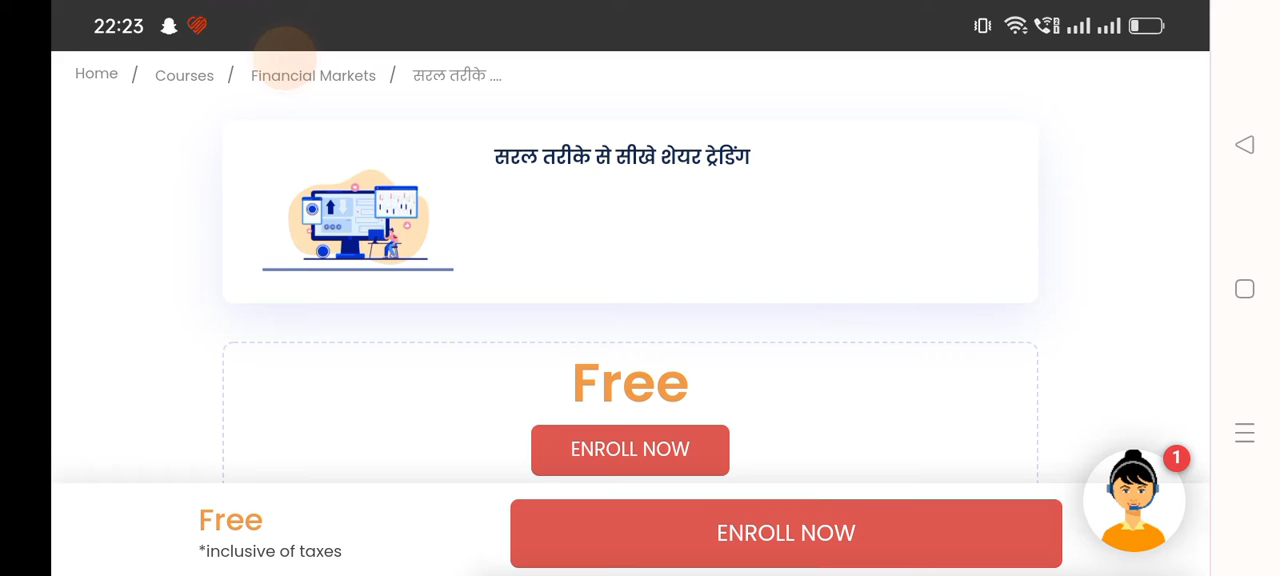 22:23
Home / Courses / Financial Markets / सरल तरीके ....
सरल तरीके से सीखे शेयर ट्रेडिंग
Free
ENROLL NOW
1
Free
ENROLL NOW
*inclusive of taxes